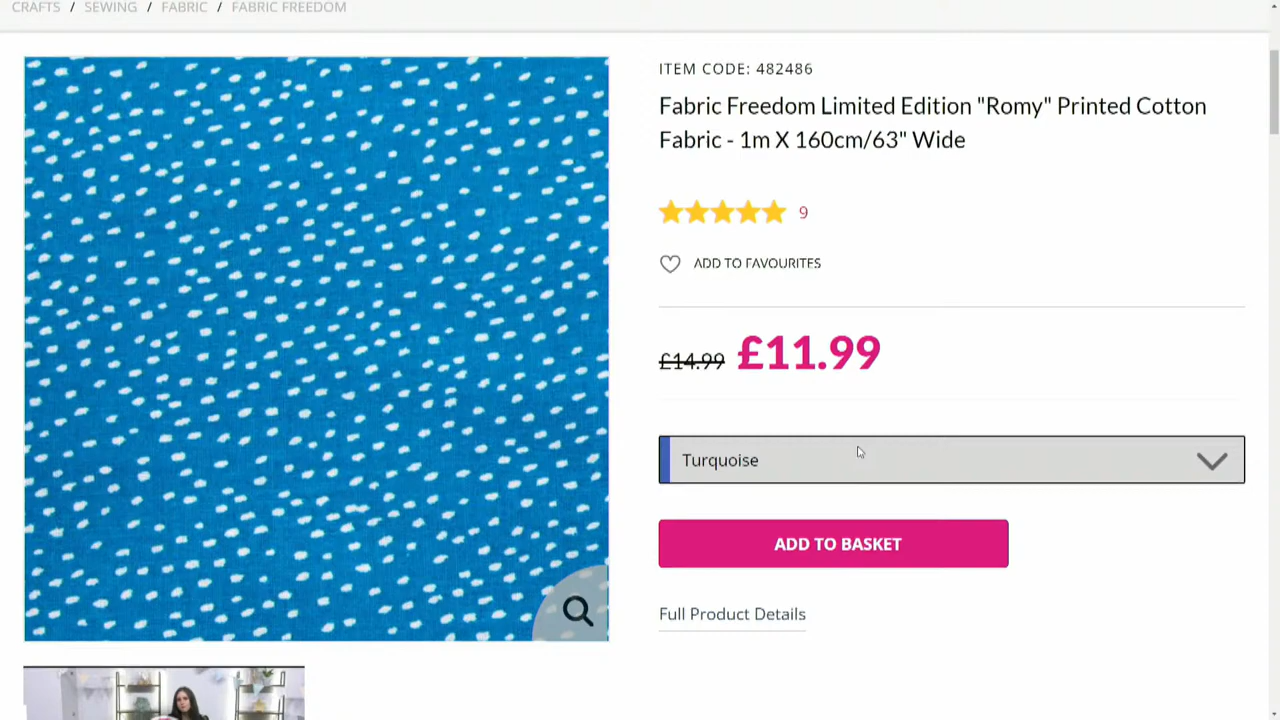 CRAFTS / SEWING / FABRIC / FABRIC FREEDOM
ITEM CODE: 482486
Fabric Freedom Limited Edition "Romy" Printed Cotton
Fabric - 1m X 160cm/63" Wide
9
ADD TO FAVOURITES
£14.99 £11.99
Turquoise
ADD TO BASKET
Full Product Details